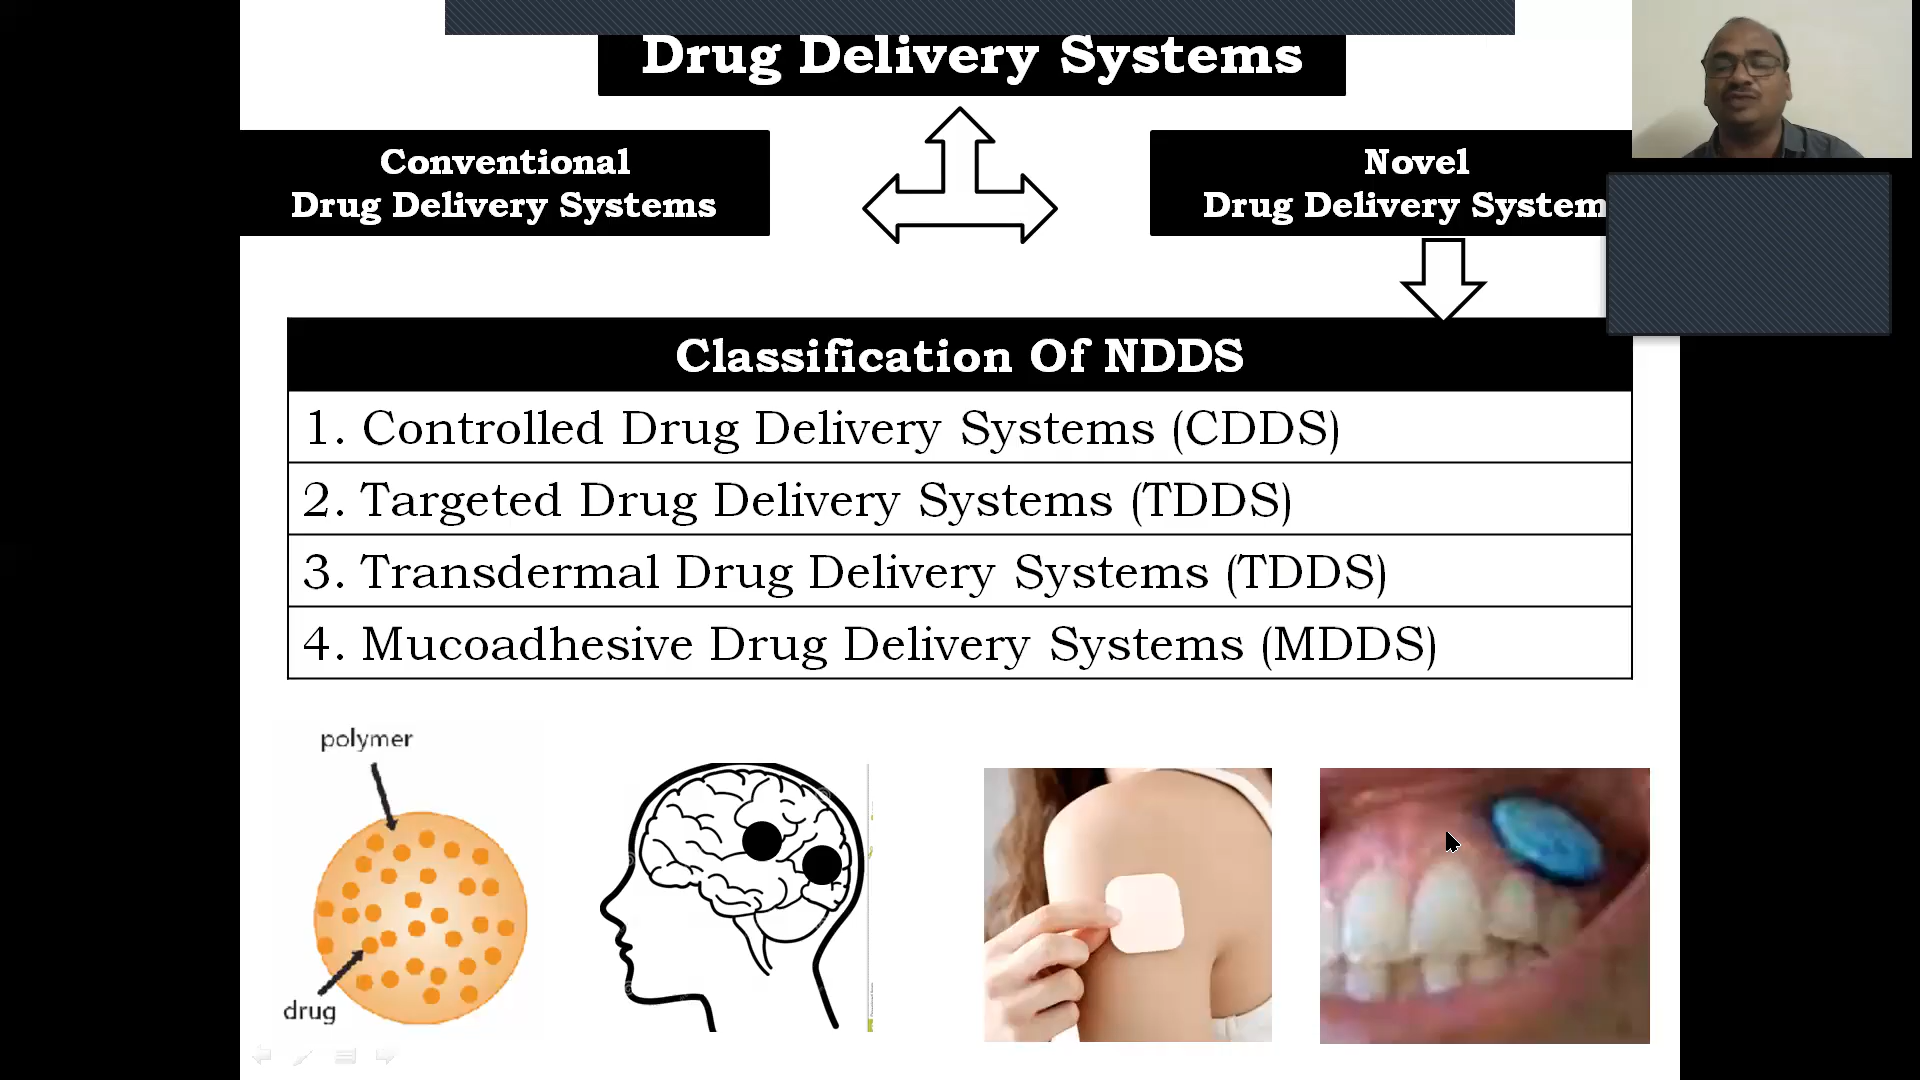 Drug Delivery Systems
Conventional
Drug Delivery Systems
Novel
Drug Delivery System
Classification Of NDDS
1. Controlled Drug Delivery Systems (CDDS)
2. Targeted Drug Delivery Systems (TDDS)
3. Transdermal Drug Delivery Systems (TDDS)
4. Mucoadhesive Drug Delivery Systems (MDDS)
polymer
drug